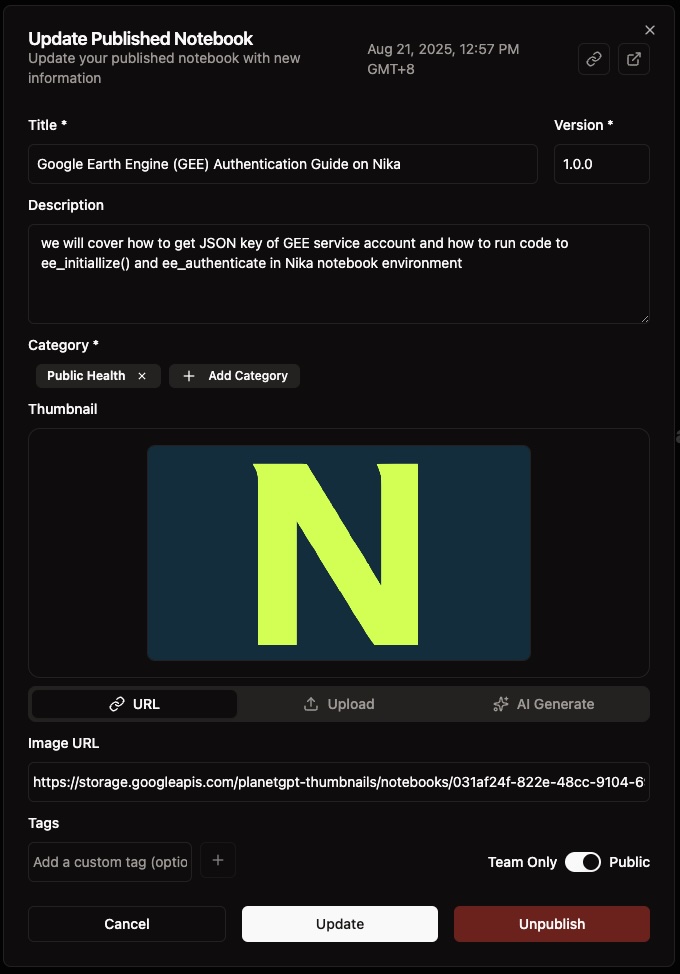 Update Published Notebook
Update your published notebook with new
information
Aug 21, 2025, 12:57 PM
GMT+8
Title *
Version *
Google Earth Engine (GEE) Authentication Guide on Nika
1.0.0
Description
we will cover how to get JSON key of GEE service account and how to run code to
ee_initiallize() and ee_authenticate in Nika notebook environment
Category *
Public Health
Add Category
Thumbnail
N
URL
Upload
AI Generate
Image URL
https://storage.googleapis.com/planetgpt-thumbnails/notebooks/031af24f-822e-48cc-9104-6
Tags
Add a custom tag (optio
Team Only
Public
Cancel
Update
Unpublish